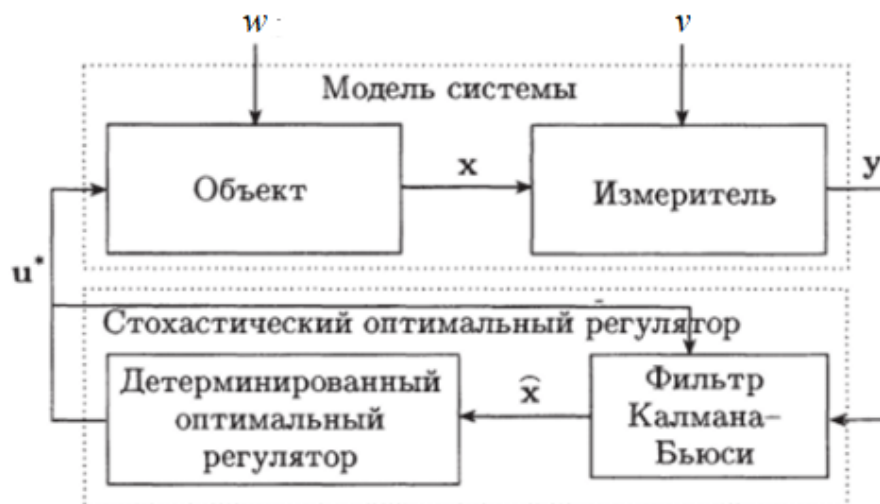 w
v
Модель системы
Объект
x
Измеритель
y
u*
Стохастический оптимальный регулятор
Детерминированный
оптимальный
регулятор
x̂
Фильтр
Калмана–
Бьюси